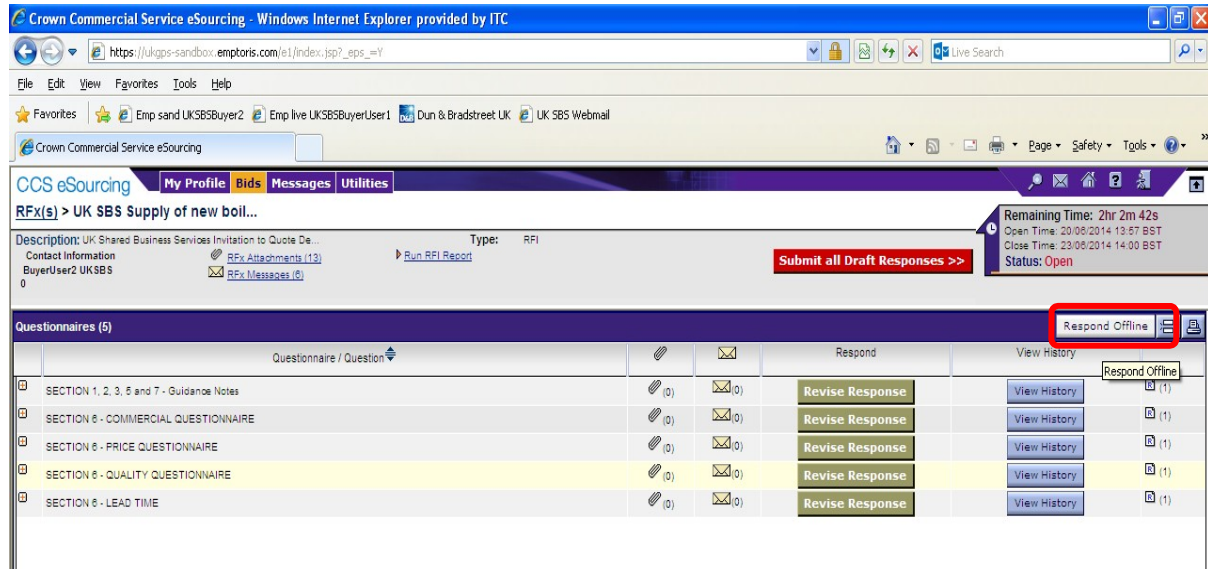 Crown Commercial Service eSourcing - Windows Internet Explorer provided by ITC
https://ukgps-sandbox.emptoris.com/e1/index.jsp?_eps_=Y
Live Search
File Edit View Favorites Tools Help
Favorites Emp sand UKSBSBuyer2 Emp live UKSBSBuyerUser1 Dun & Bradstreet UK UK SBS Webmail
Crown Commercial Service eSourcing Page Safety Tools »
CCS eSourcing My Profile Bids Messages Utilities
RFx(s) > UK SBS Supply of new boil...
Remaining Time: 2hr 2m 42s
Open Time: 20/06/2014 13:57 BST
Close Time: 23/06/2014 14:00 BST
Status: Open
Description: UK Shared Business Services Invitation to Quote De... Type: RFI
Contact Information RFx Attachments (13) Run RFI Report
BuyerUser2 UKSBS RFx Messages (6)
0
Submit all Draft Responses >>
Questionnaires (5) Respond Offline
Questionnaire / Question Respond View History
Respond Offline
SECTION 1, 2, 3, 5 and 7 - Guidance Notes (0) (0) Revise Response View History R (1)
SECTION 6 - COMMERCIAL QUESTIONNAIRE (0) (0) Revise Response View History R (1)
SECTION 6 - PRICE QUESTIONNAIRE (0) (0) Revise Response View History R (1)
SECTION 6 - QUALITY QUESTIONNAIRE (0) (0) Revise Response View History R (1)
SECTION 6 - LEAD TIME (0) (0) Revise Response View History R (1)